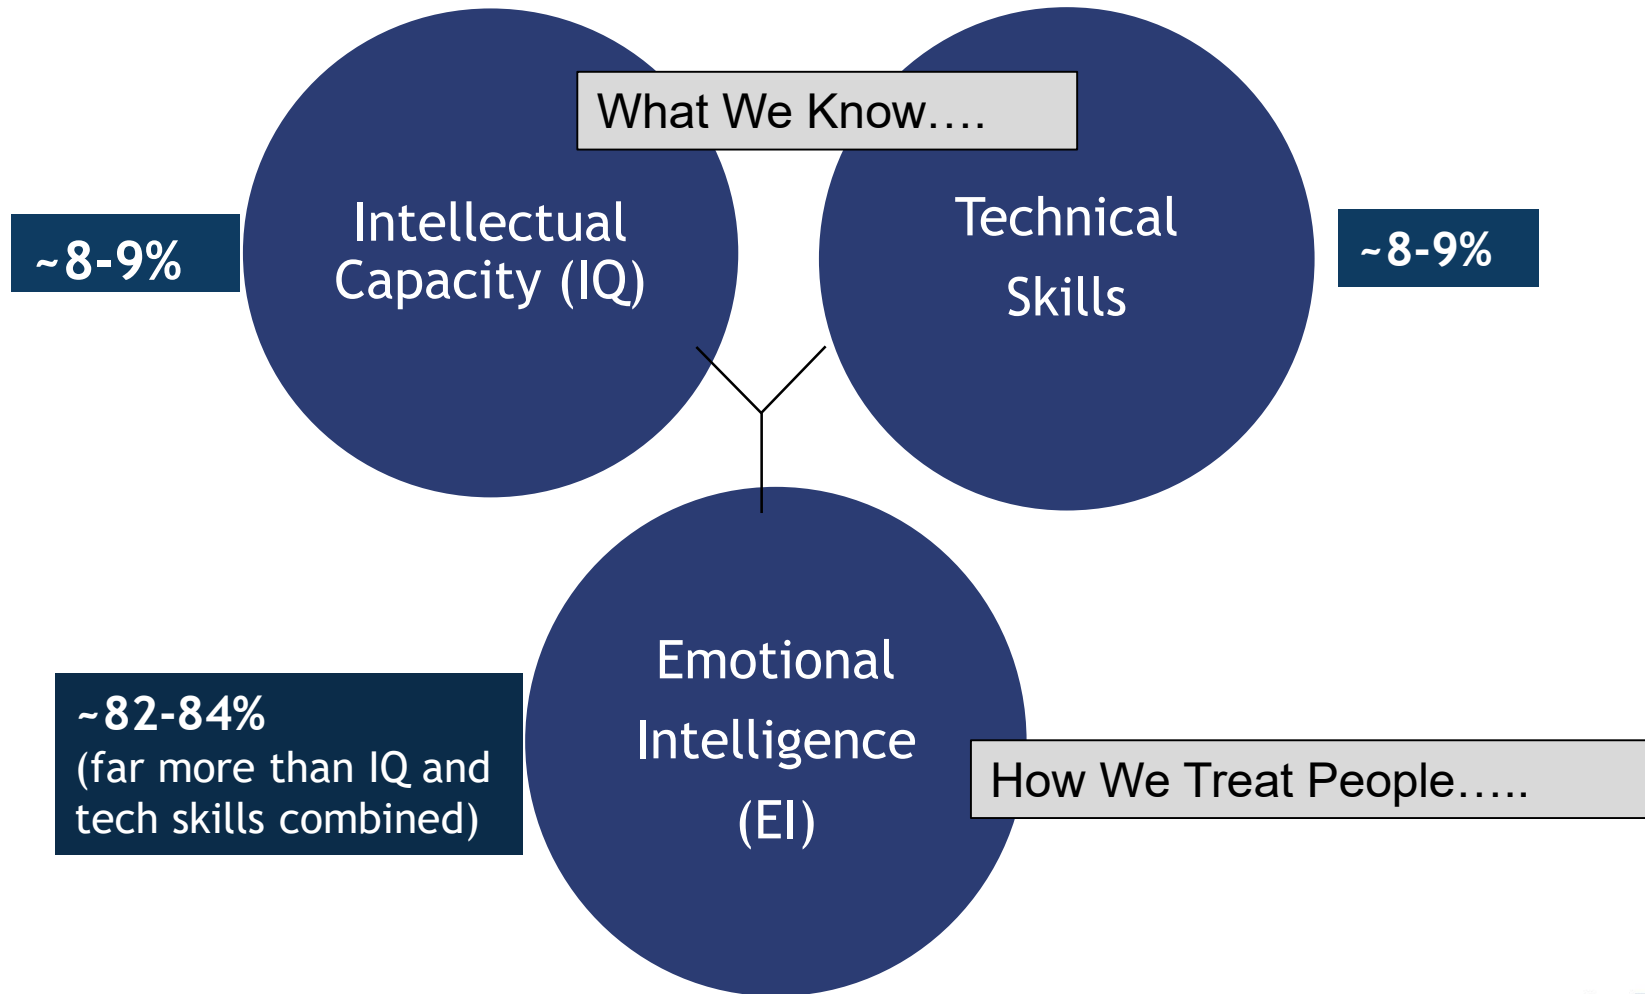 What We Know….
Intellectual
Capacity (IQ)
Technical
Skills
~8-9%
~8-9%
Emotional
Intelligence
(EI)
~82-84%
(far more than IQ and
tech skills combined)
How We Treat People…..